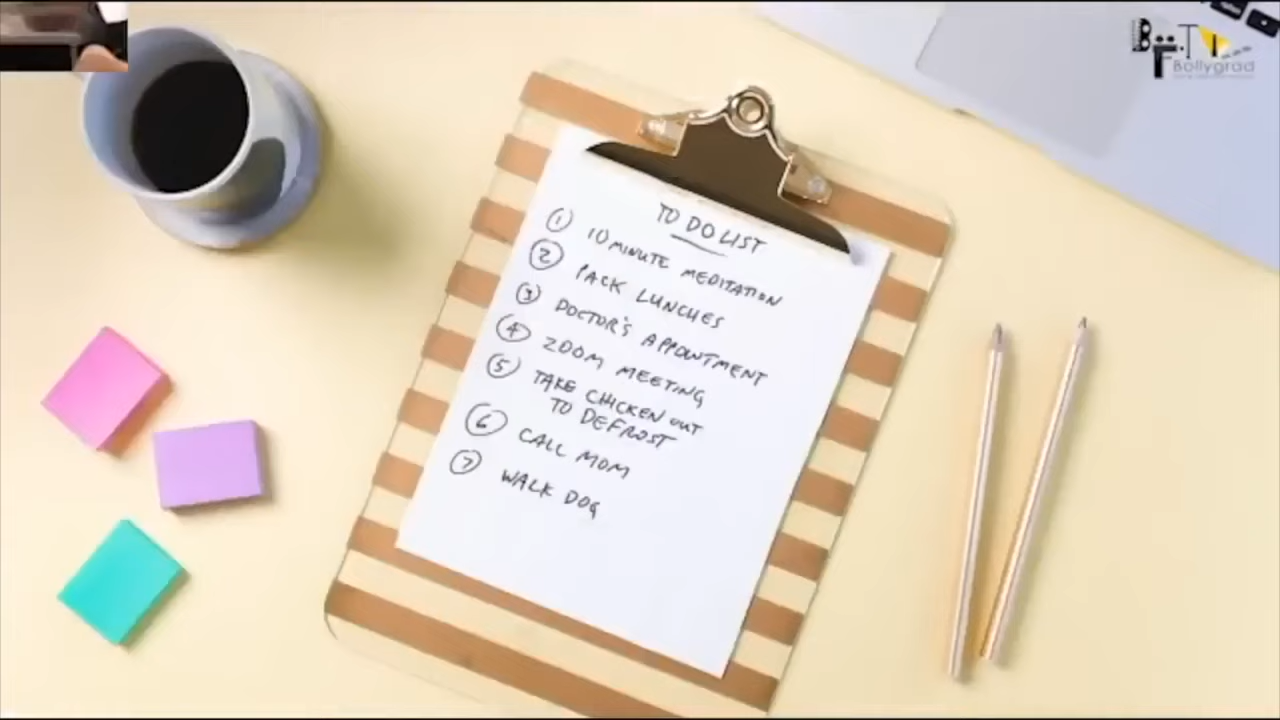 TO DO LIST
① 10 MINUTE MEDITATION
② PACK LUNCHES
③ DOCTOR'S APPOINTMENT
④ ZOOM MEETING
⑤ TAKE CHICKEN OUT
TO DEFROST
⑥ CALL MOM
⑦ WALK DOG
Bollygrad